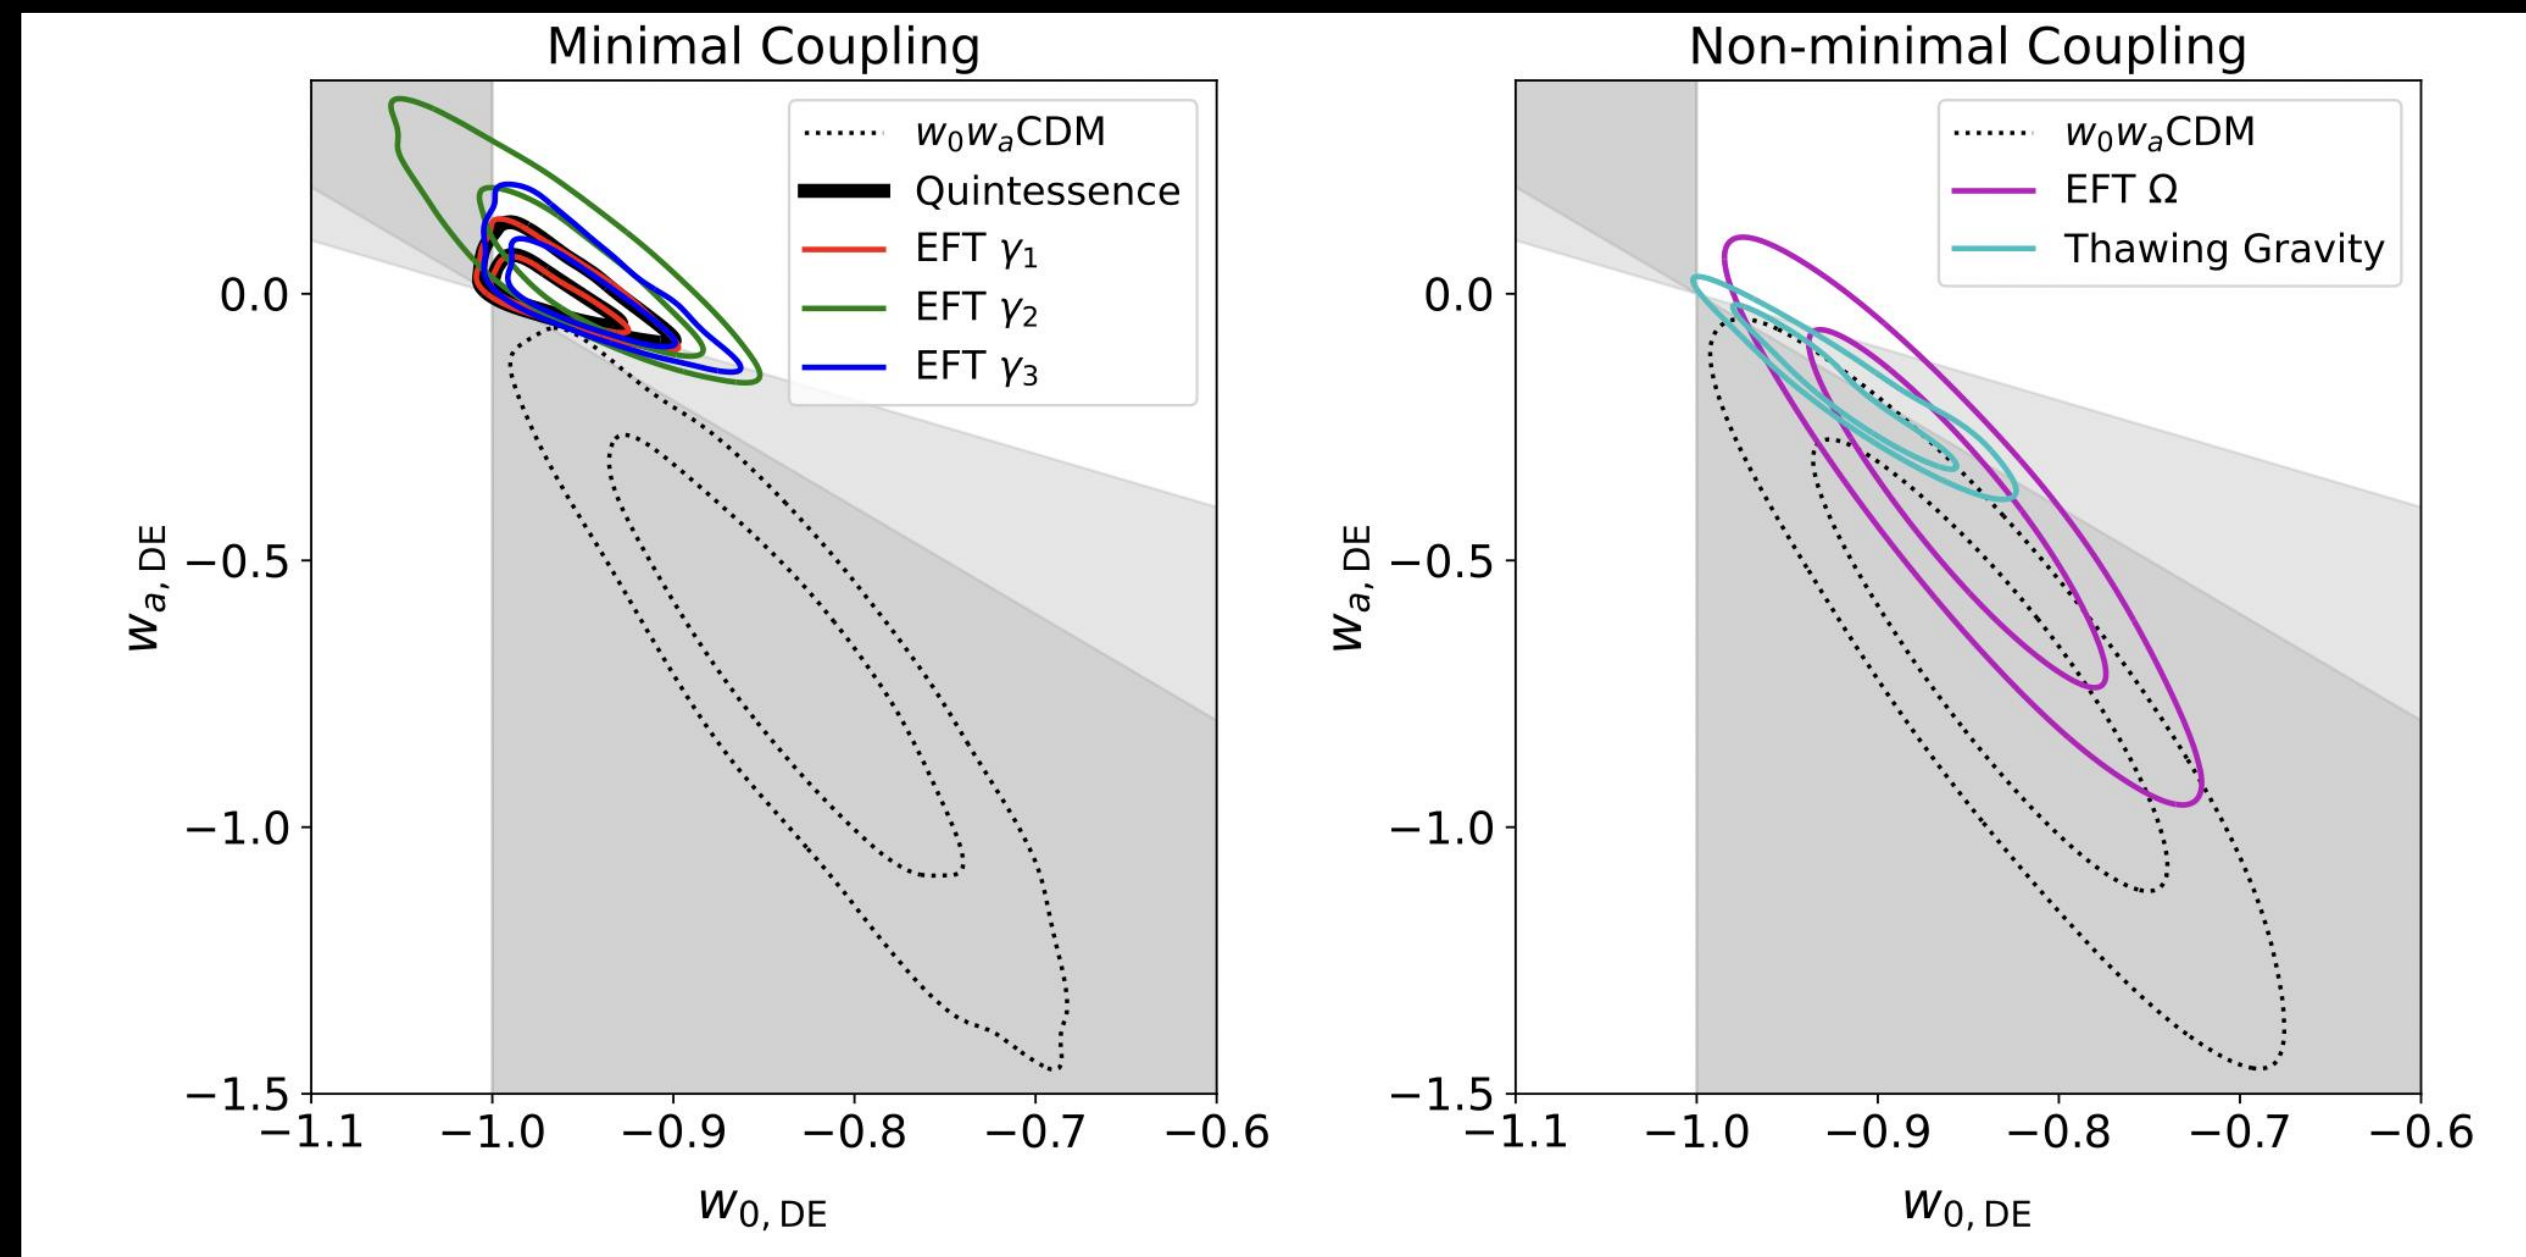 Minimal Coupling
w₀wₐCDM
Quintessence
EFT γ₁
EFT γ₂
EFT γ₃
0.0
−0.5
−1.0
−1.5
wₐ, DE
−1.1
−1.0
−0.9
−0.8
−0.7
−0.6
w₀, DE
Non-minimal Coupling
w₀wₐCDM
EFT Ω
Thawing Gravity
0.0
−0.5
−1.0
−1.5
wₐ, DE
−1.1
−1.0
−0.9
−0.8
−0.7
−0.6
w₀, DE